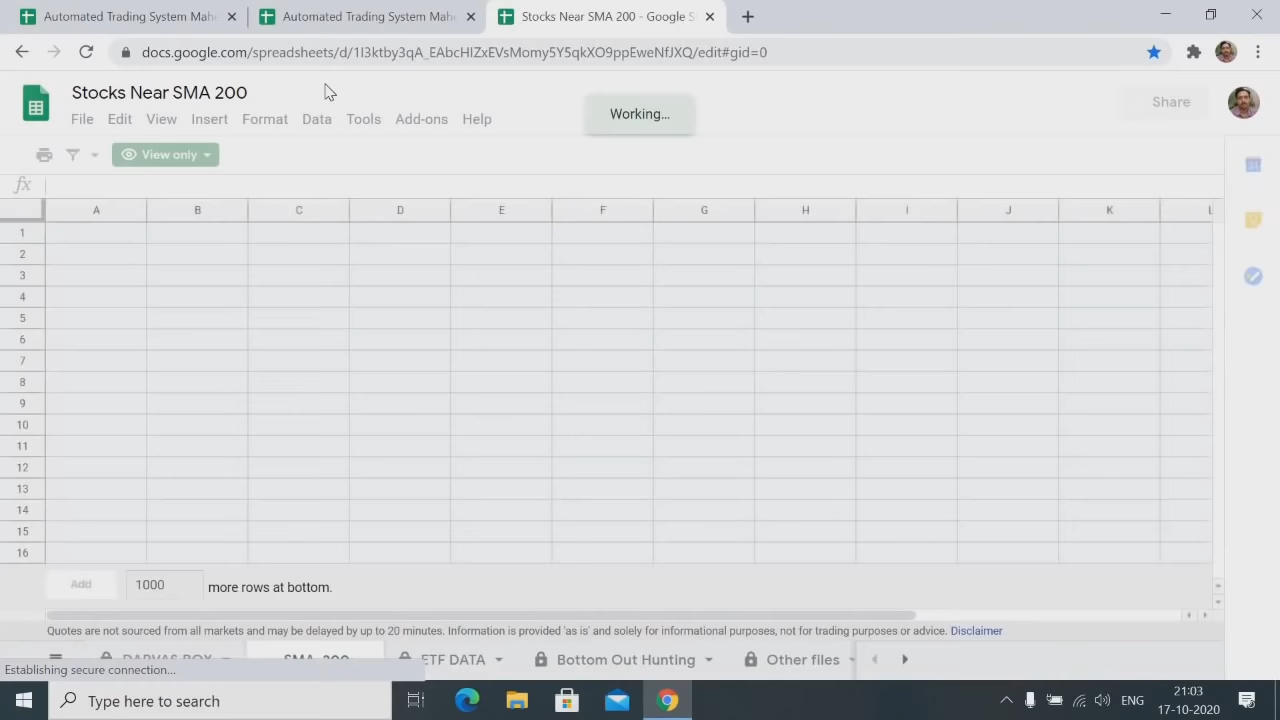 Automated Trading System Mahe
Automated Trading System Mahe
Stocks Near SMA 200 - Google S
docs.google.com/spreadsheets/d/1I3ktby3qA_EAbcHIZxEVsMomy5Y5qkXO9ppEweNfJXQ/edit#gid=0
Stocks Near SMA 200
Working...
Share
File Edit View Insert Format Data Tools Add-ons Help
View only
fx
A B C D E F G H I J K L
1
2
3
4
5
6
7
8
9
10
11
12
13
14
15
16
Add 1000 more rows at bottom.
Quotes are not sourced from all markets and may be delayed by up to 20 minutes. Information is provided 'as is' and solely for informational purposes, not for trading purposes or advice. Disclaimer
DARVAS BOX SMA 200 ETF DATA Bottom Out Hunting Other files
Establishing secure connection...
Type here to search
ENG
21:03
17-10-2020